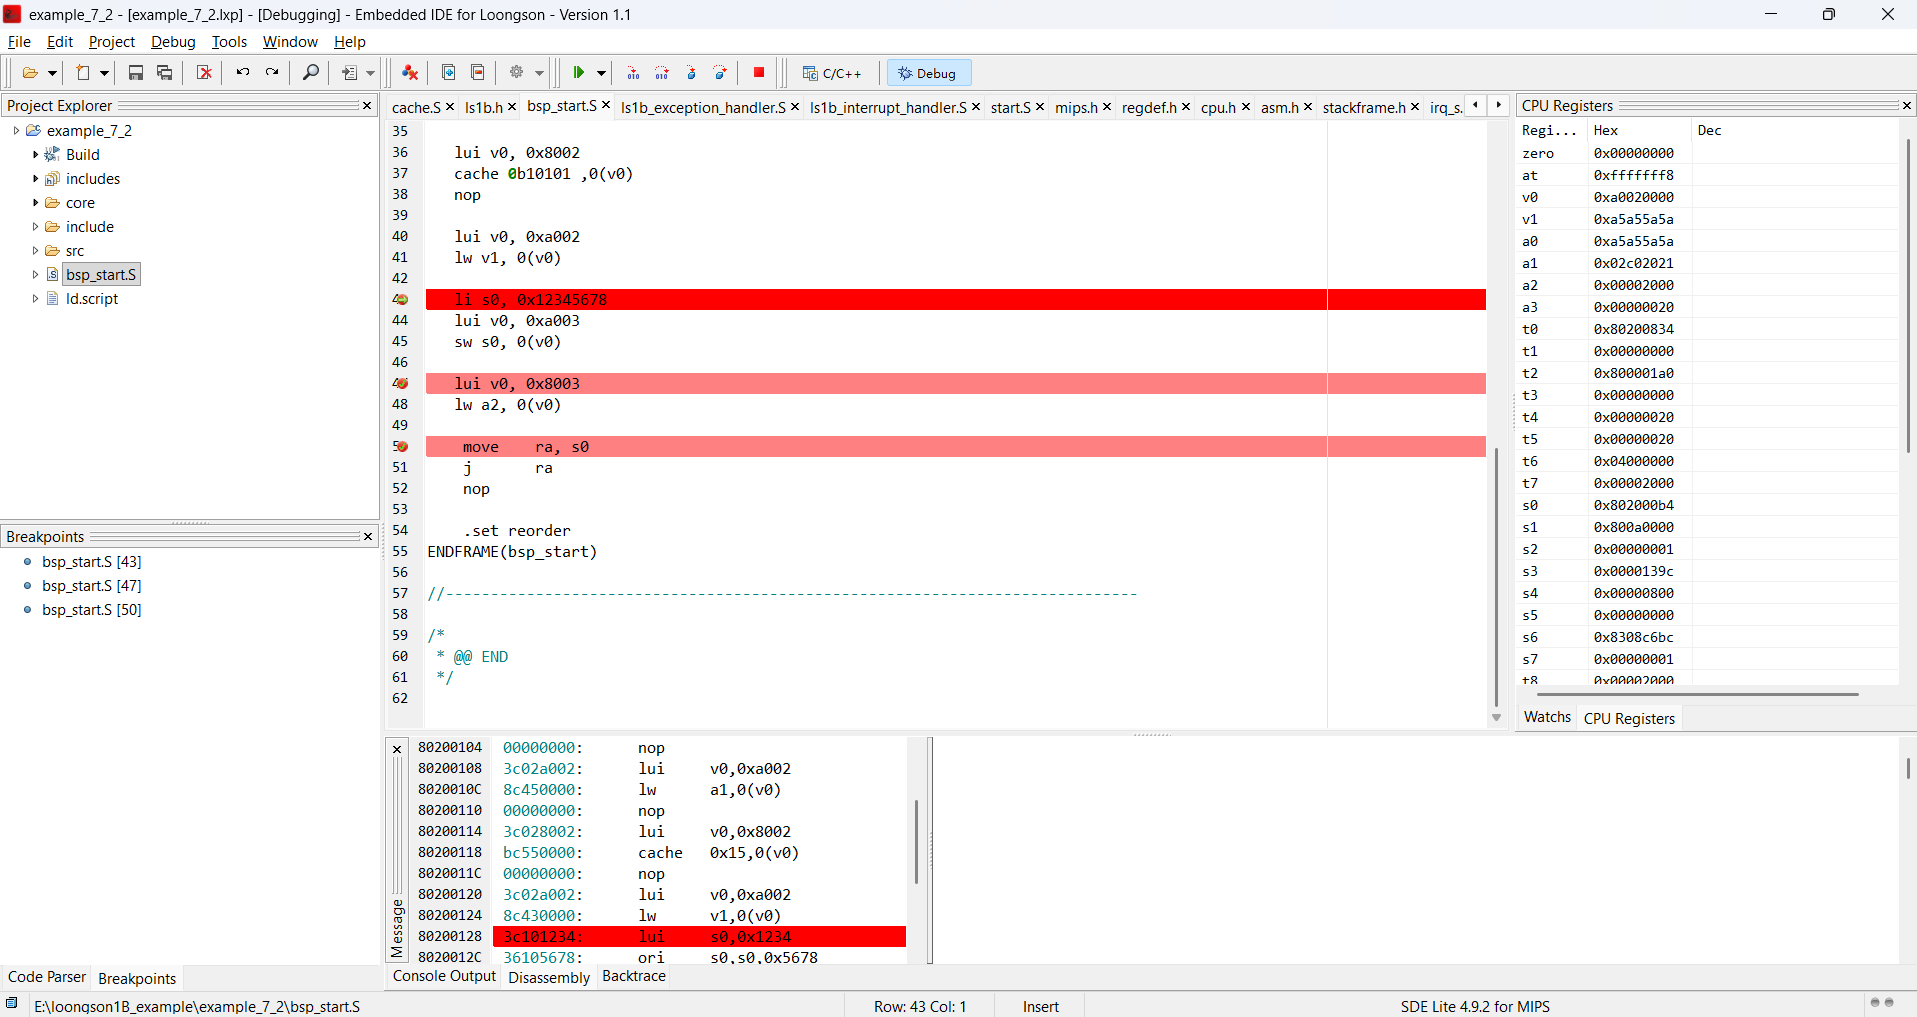 example_7_2 - [example_7_2.lxp] - [Debugging] - Embedded IDE for Loongson - Version 1.1
File Edit Project Debug Tools Window Help
C/C++ Debug
Project Explorer
example_7_2
Build
includes
core
include
src
bsp_start.S
ld.script
Breakpoints
bsp_start.S [43]
bsp_start.S [47]
bsp_start.S [50]
Code Parser Breakpoints
cache.S ls1b.h bsp_start.S ls1b_exception_handler.S ls1b_interrupt_handler.S start.S mips.h regdef.h cpu.h asm.h stackframe.h irq_s.
35
36 lui v0, 0x8002
37 cache 0b10101 ,0(v0)
38 nop
39
40 lui v0, 0xa002
41 lw v1, 0(v0)
42
4 li s0, 0x12345678
44 lui v0, 0xa003
45 sw s0, 0(v0)
46
4 lui v0, 0x8003
48 lw a2, 0(v0)
49
5 move ra, s0
51 j ra
52 nop
53
54 .set reorder
55 ENDFRAME(bsp_start)
56
57 //-----------------------------------------------------------------------------
58
59 /*
60 * @@ END
61 */
62
CPU Registers
Regi... Hex Dec
zero 0x00000000
at 0xfffffff8
v0 0xa0020000
v1 0xa5a55a5a
a0 0xa5a55a5a
a1 0x02c02021
a2 0x00002000
a3 0x00000020
t0 0x80200834
t1 0x00000000
t2 0x800001a0
t3 0x00000000
t4 0x00000020
t5 0x00000020
t6 0x04000000
t7 0x00002000
s0 0x802000b4
s1 0x800a0000
s2 0x00000001
s3 0x0000139c
s4 0x00000800
s5 0x00000000
s6 0x8308c6bc
s7 0x00000001
t8 0x00002000
Watchs CPU Registers
Message
80200104 00000000: nop
80200108 3c02a002: lui v0,0xa002
8020010C 8c450000: lw a1,0(v0)
80200110 00000000: nop
80200114 3c028002: lui v0,0x8002
80200118 bc550000: cache 0x15,0(v0)
8020011C 00000000: nop
80200120 3c02a002: lui v0,0xa002
80200124 8c430000: lw v1,0(v0)
80200128 3c101234: lui s0,0x1234
8020012C 36105678: ori s0,s0,0x5678
Console Output Disassembly Backtrace
E:\loongson1B_example\example_7_2\bsp_start.S Row: 43 Col: 1 Insert SDE Lite 4.9.2 for MIPS